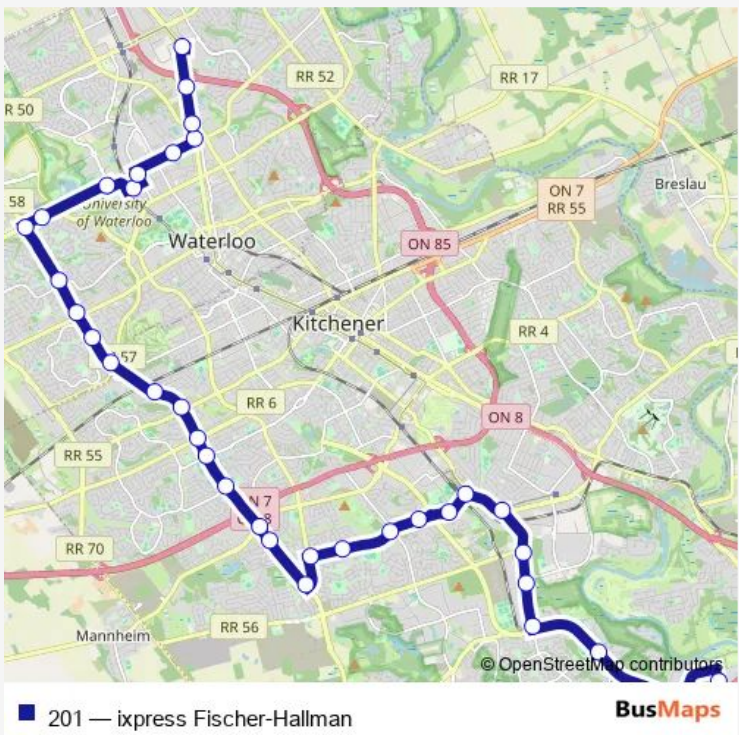 RR 52
RR 17
R 50
ON 7
RR 55
Breslau
58
University
of Waterloo
Waterloo
ON 85
Kitchener
RR 4
57
RR 6
ON 8
RR 55
N 7
8
RR 70
RR 56
Mannheim
© OpenStreetMap contributors
201 — ixpress Fischer-Hallman
BusMaps